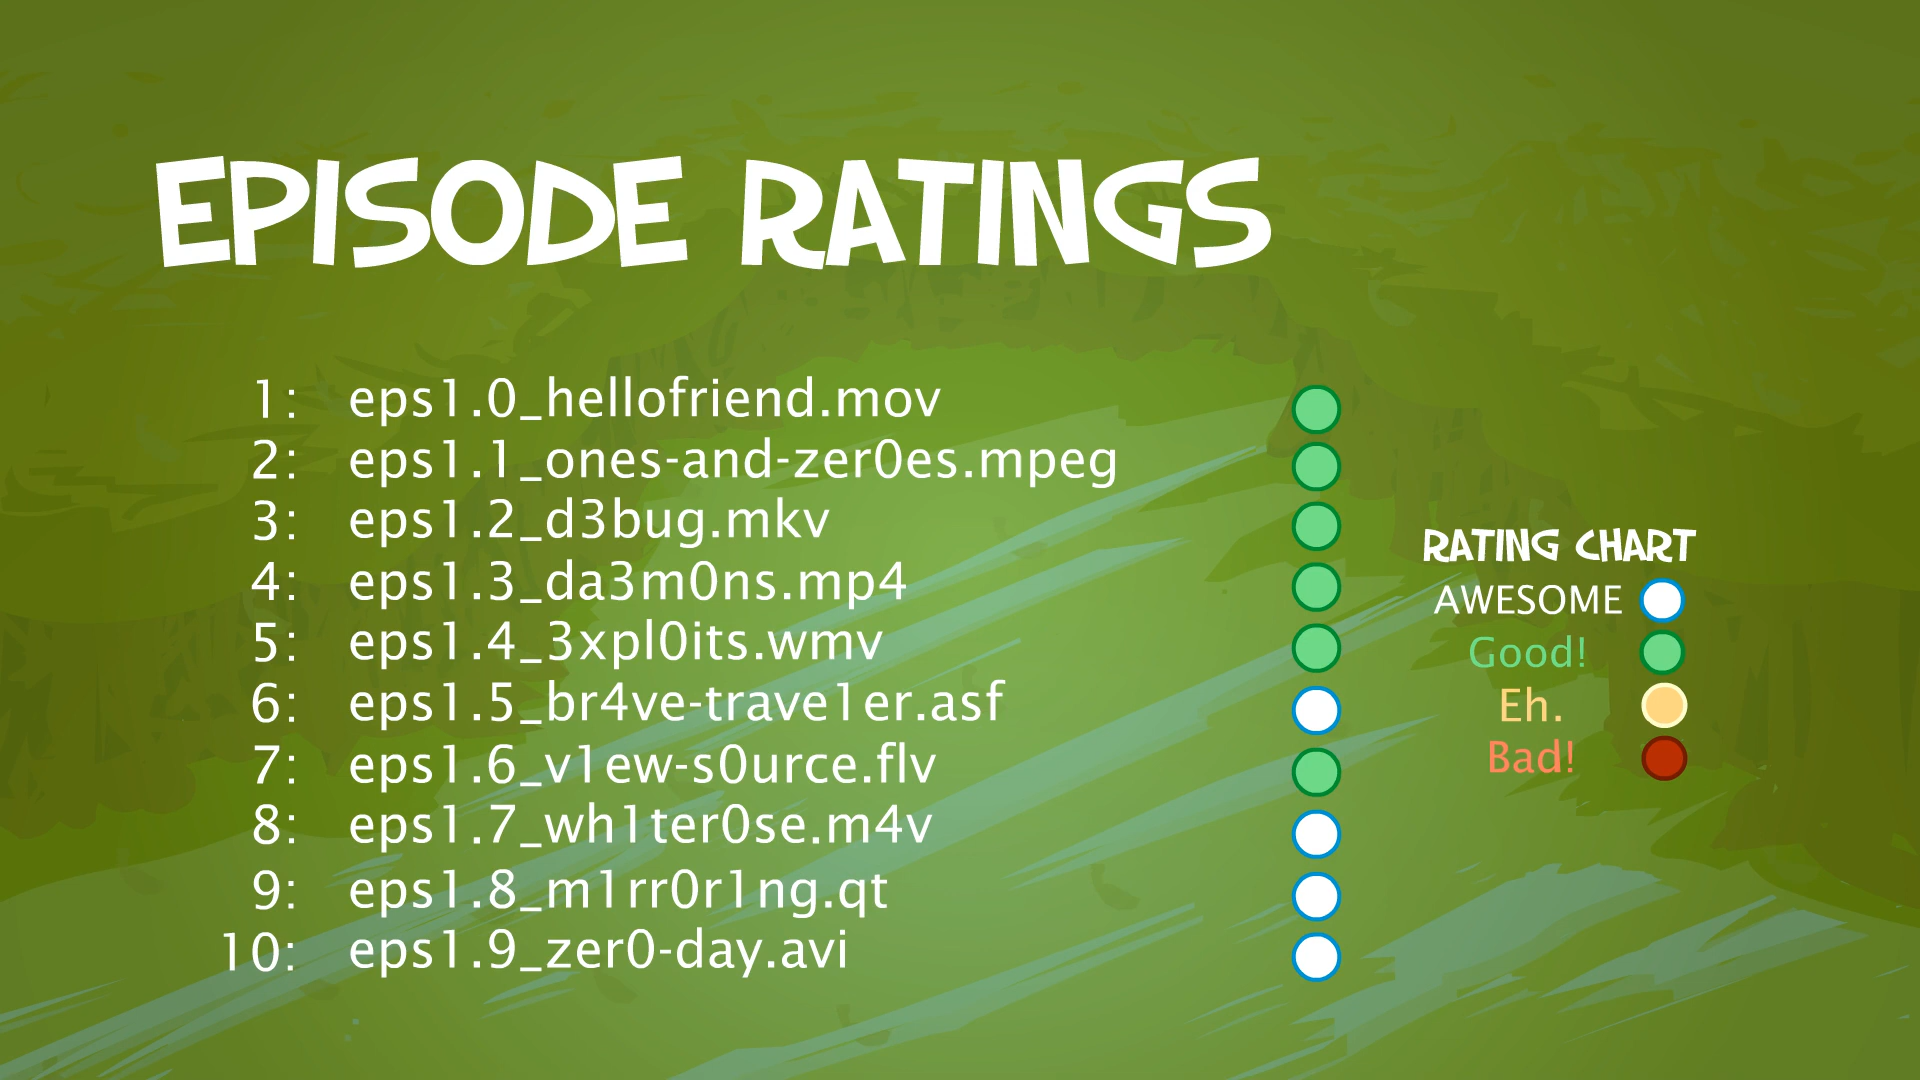 EPISODE RATINGS
1: eps1.0_hellofriend.mov
2: eps1.1_ones-and-zer0es.mpeg
3: eps1.2_d3bug.mkv
4: eps1.3_da3m0ns.mp4
5: eps1.4_3xpl0its.wmv
6: eps1.5_br4ve-trave1er.asf
7: eps1.6_v1ew-s0urce.flv
8: eps1.7_wh1ter0se.m4v
9: eps1.8_m1rr0r1ng.qt
10: eps1.9_zer0-day.avi
RATING CHART
AWESOME
Good!
Eh.
Bad!